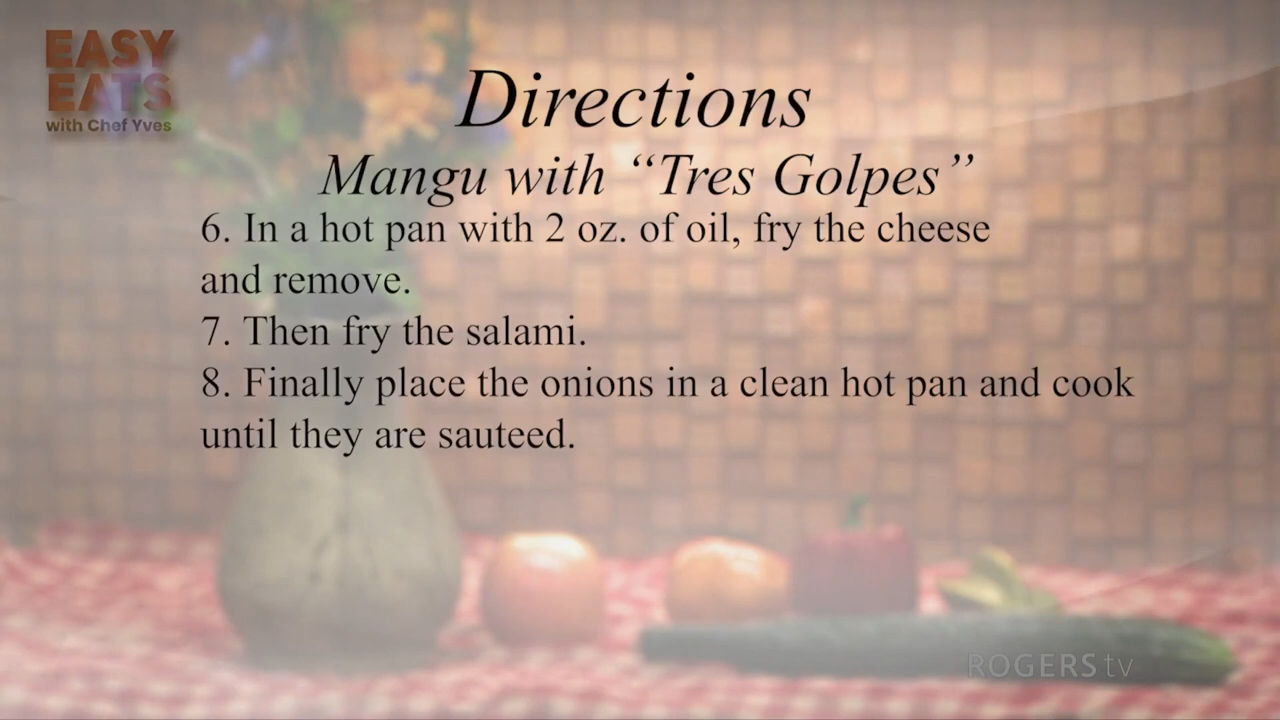 EASY
EATS
with Chef Yves
Directions
Mangu with “Tres Golpes”
6. In a hot pan with 2 oz. of oil, fry the cheese
and remove.
7. Then fry the salami.
8. Finally place the onions in a clean hot pan and cook
until they are sauteed.
ROGERS tv